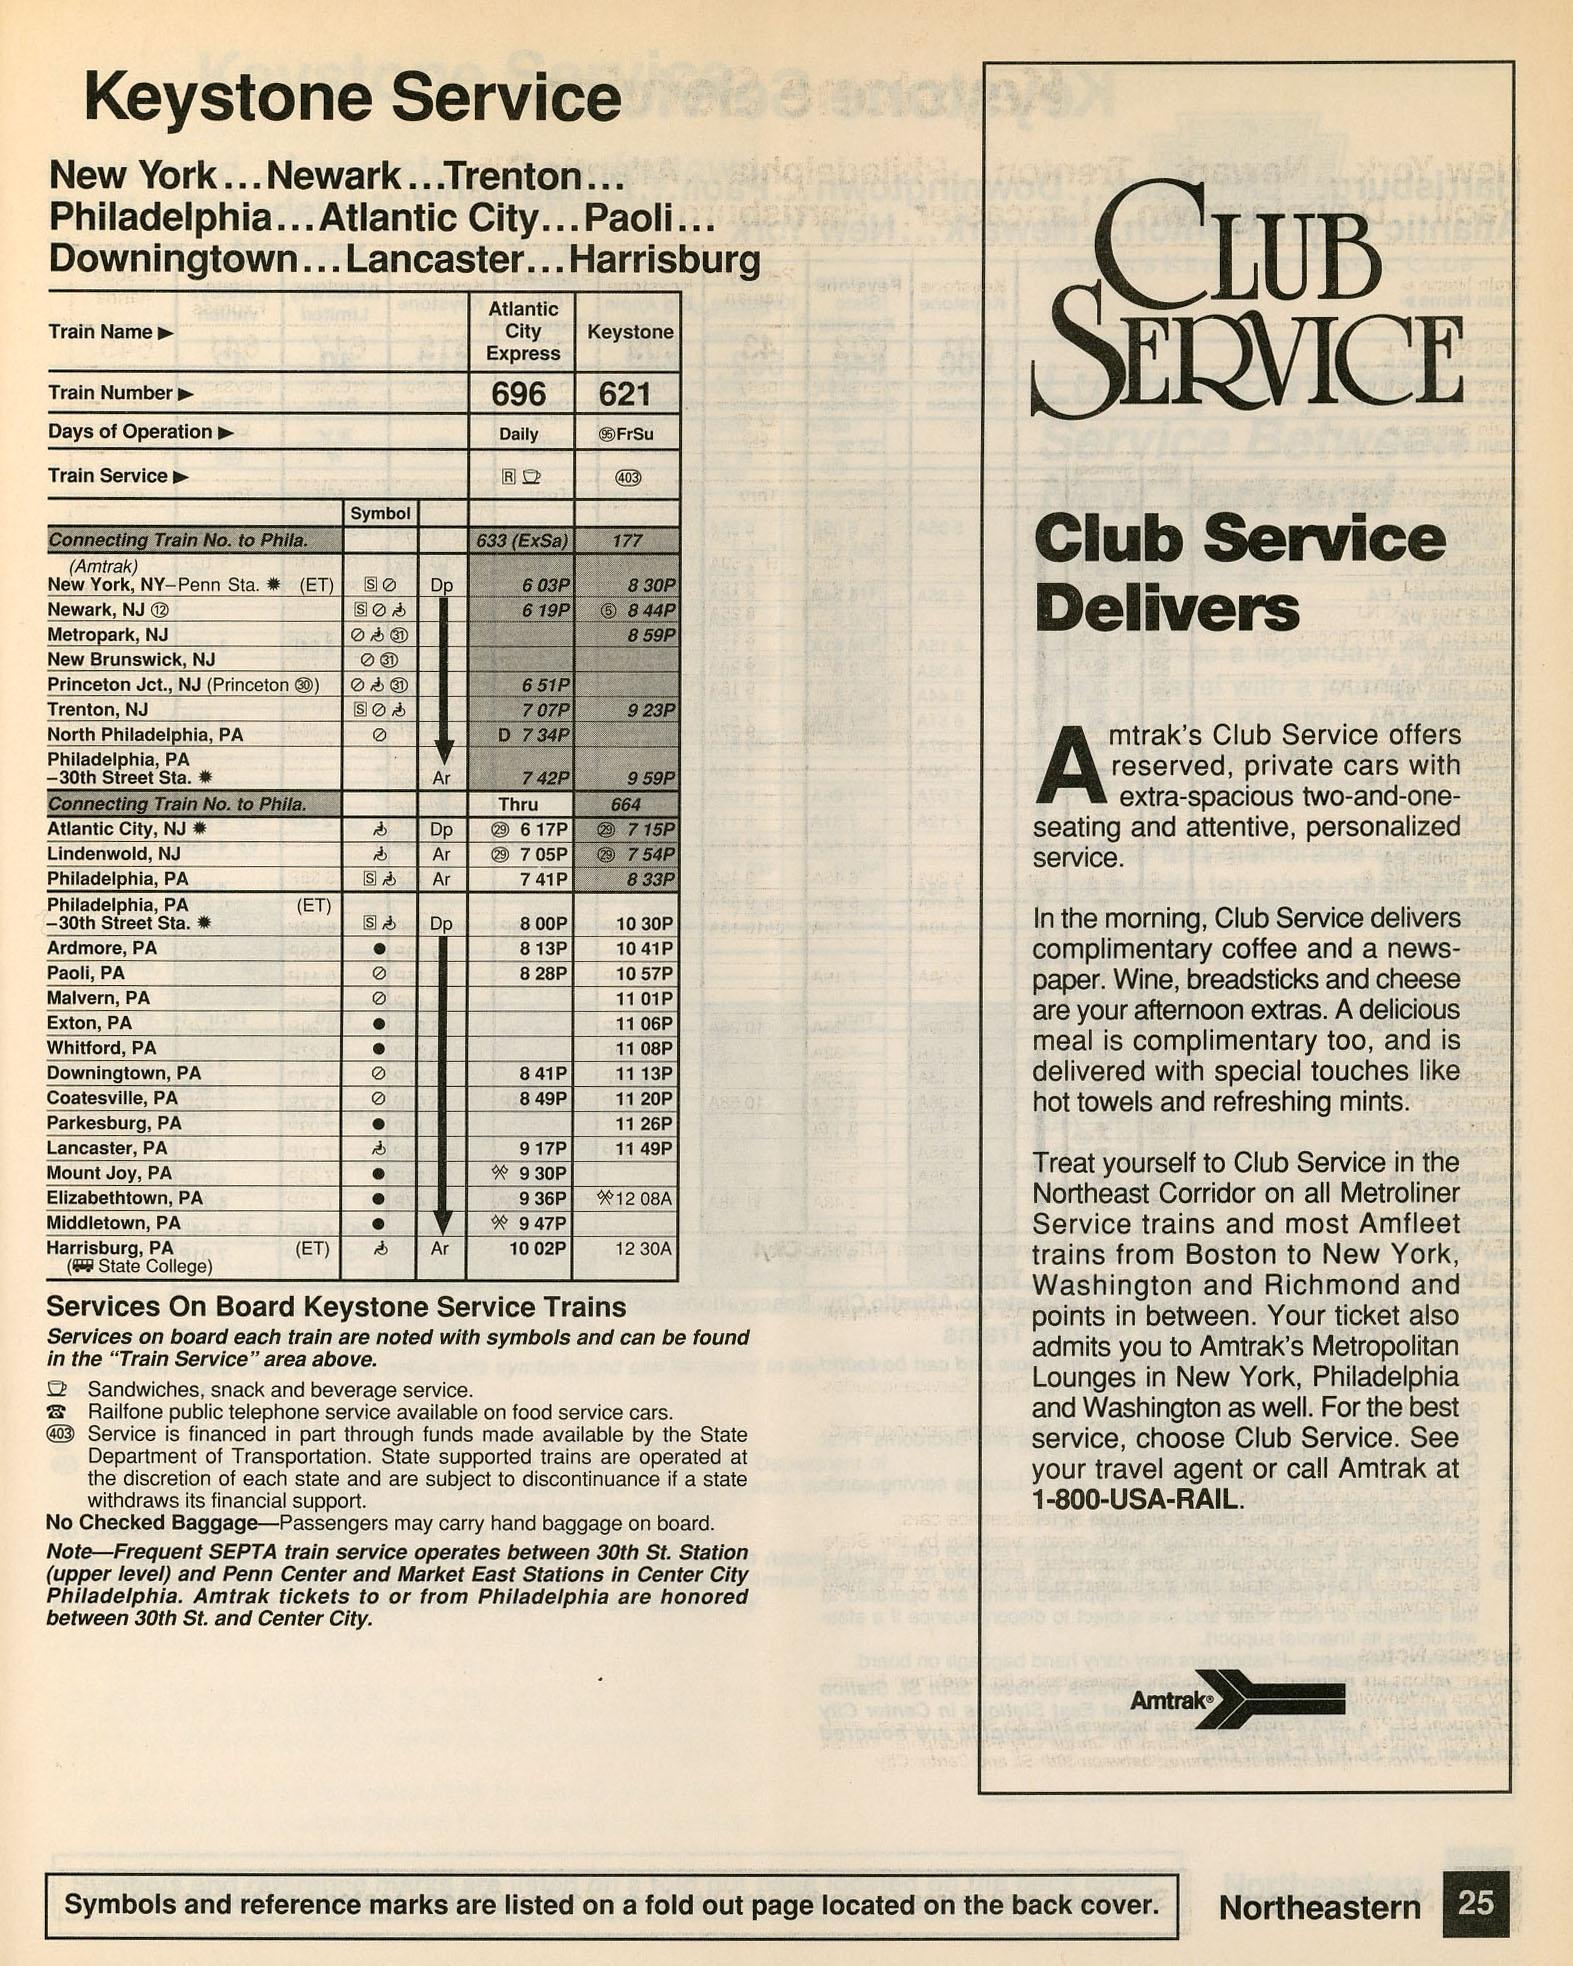 Keystone Service
New York...Newark...Trenton...
Philadelphia...Atlantic City...Paoli...
Downingtown...Lancaster...Harrisburg
Train Name ► Atlantic City Express Keystone
Train Number ► 696 621
Days of Operation ► Daily 95 FrSu
Train Service ► R 403
Symbol
Connecting Train No. to Phila. 633 (ExSa) 177
(Amtrak)
New York, NY–Penn Sta. ✹ (ET) S ⊘ Dp 6 03P 8 30P
Newark, NJ 12 S ⊘ 6 19P 5 8 44P
Metropark, NJ ⊘ 31 8 59P
New Brunswick, NJ ⊘ 31
Princeton Jct., NJ (Princeton 30) ⊘ 31 6 51P
Trenton, NJ S ⊘ 7 07P 9 23P
North Philadelphia, PA ⊘ D 7 34P
Philadelphia, PA
–30th Street Sta. ✹ Ar 7 42P 9 59P
Connecting Train No. to Phila. Thru 664
Atlantic City, NJ ✹ Dp 29 6 17P 29 7 15P
Lindenwold, NJ Ar 29 7 05P 29 7 54P
Philadelphia, PA S Ar 7 41P 8 33P
Philadelphia, PA (ET)
–30th Street Sta. ✹ S Dp 8 00P 10 30P
Ardmore, PA ● 8 13P 10 41P
Paoli, PA ⊘ 8 28P 10 57P
Malvern, PA ⊘ 11 01P
Exton, PA ● 11 06P
Whitford, PA ● 11 08P
Downingtown, PA ⊘ 8 41P 11 13P
Coatesville, PA ⊘ 8 49P 11 20P
Parkesburg, PA ● 11 26P
Lancaster, PA 9 17P 11 49P
Mount Joy, PA ● 9 30P
Elizabethtown, PA ● 9 36P 12 08A
Middletown, PA ● 9 47P
Harrisburg, PA (ET) Ar 10 02P 12 30A
(State College)
Services On Board Keystone Service Trains
Services on board each train are noted with symbols and can be found
in the “Train Service” area above.
Sandwiches, snack and beverage service.
☎ Railfone public telephone service available on food service cars.
403 Service is financed in part through funds made available by the State
Department of Transportation. State supported trains are operated at
the discretion of each state and are subject to discontinuance if a state
withdraws its financial support.
No Checked Baggage—Passengers may carry hand baggage on board.
Note—Frequent SEPTA train service operates between 30th St. Station
(upper level) and Penn Center and Market East Stations in Center City
Philadelphia. Amtrak tickets to or from Philadelphia are honored
between 30th St. and Center City.
CLUB
SERVICE
Club Service
Delivers
Amtrak's Club Service offers
reserved, private cars with
extra-spacious two-and-one-
seating and attentive, personalized
service.
In the morning, Club Service delivers
complimentary coffee and a news-
paper. Wine, breadsticks and cheese
are your afternoon extras. A delicious
meal is complimentary too, and is
delivered with special touches like
hot towels and refreshing mints.
Treat yourself to Club Service in the
Northeast Corridor on all Metroliner
Service trains and most Amfleet
trains from Boston to New York,
Washington and Richmond and
points in between. Your ticket also
admits you to Amtrak's Metropolitan
Lounges in New York, Philadelphia
and Washington as well. For the best
service, choose Club Service. See
your travel agent or call Amtrak at
1-800-USA-RAIL.
Amtrak®
Symbols and reference marks are listed on a fold out page located on the back cover.
Northeastern 25